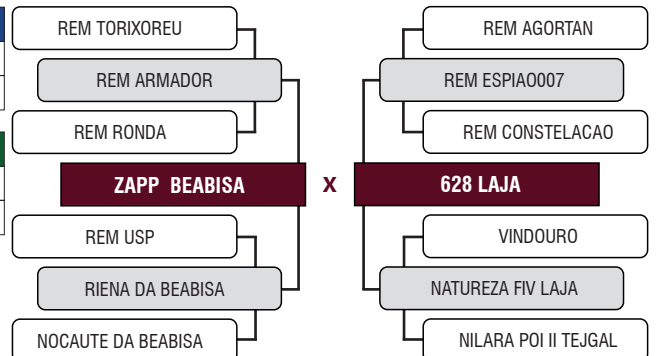 REM TORIXOREU
REM ARMADOR
REM RONDA
ZAPP BEABISA
REM USP
RIENA DA BEABISA
NOCAUTE DA BEABISA
X
REM AGORTAN
REM ESPIAO007
REM CONSTELACAO
628 LAJA
VINDOURO
NATUREZA FIV LAJA
NILARA POI II TEJGAL